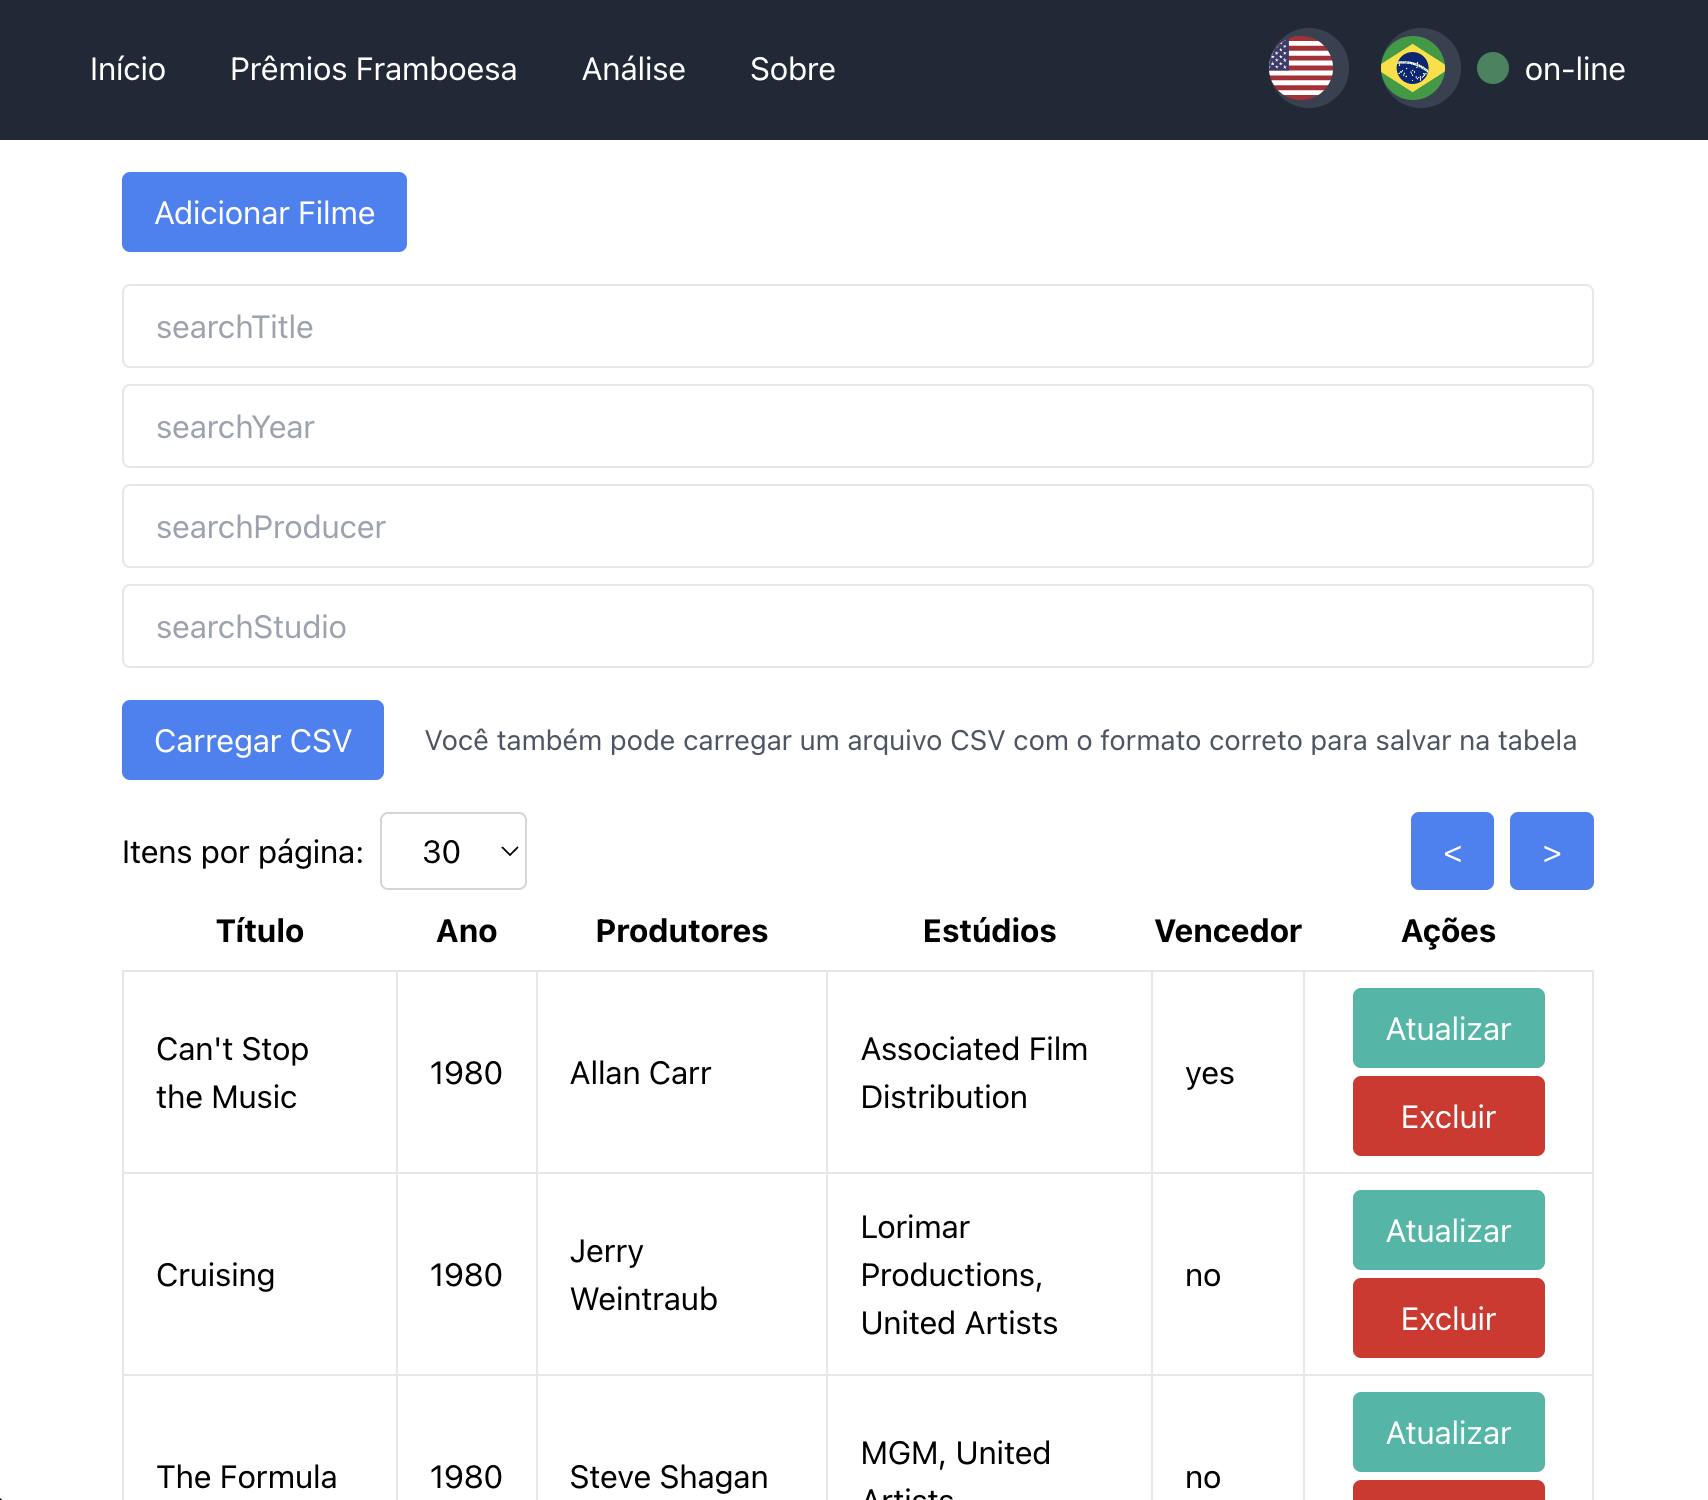 Início Prêmios Framboesa Análise Sobre on-line
Adicionar Filme
searchTitle
searchYear
searchProducer
searchStudio
Carregar CSV Você também pode carregar um arquivo CSV com o formato correto para salvar na tabela
Itens por página: 30 < >
Título Ano Produtores Estúdios Vencedor Ações
Can't Stop
the Music
1980
Allan Carr
Associated Film
Distribution
yes
Atualizar
Excluir
Cruising
1980
Jerry
Weintraub
Lorimar
Productions,
United Artists
no
Atualizar
Excluir
The Formula
1980
Steve Shagan
MGM, United
Artists
no
Atualizar